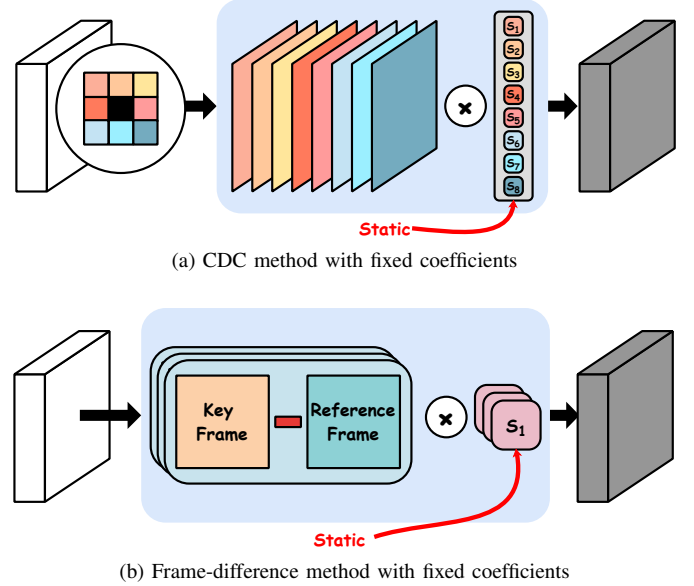 S1
S2
S3
×
S4
S5
S6
S7
S8
Static
(a) CDC method with fixed coefficients
Key Reference
Frame Frame
×
S1
Static
(b) Frame-difference method with fixed coefficients